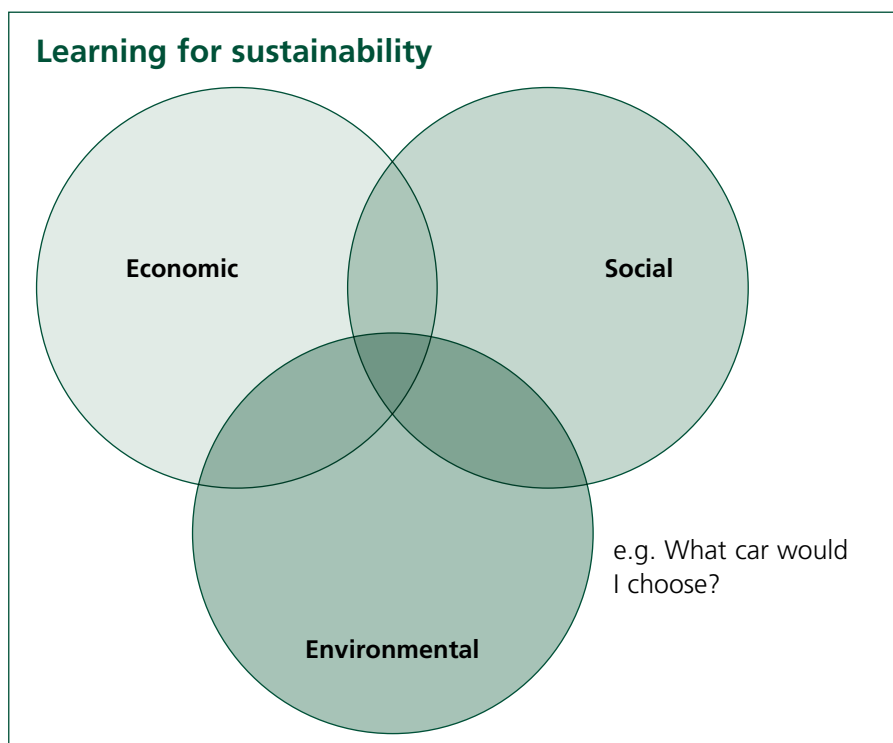 Learning for sustainability
Economic
Social
e.g. What car would
I choose?
Environmental